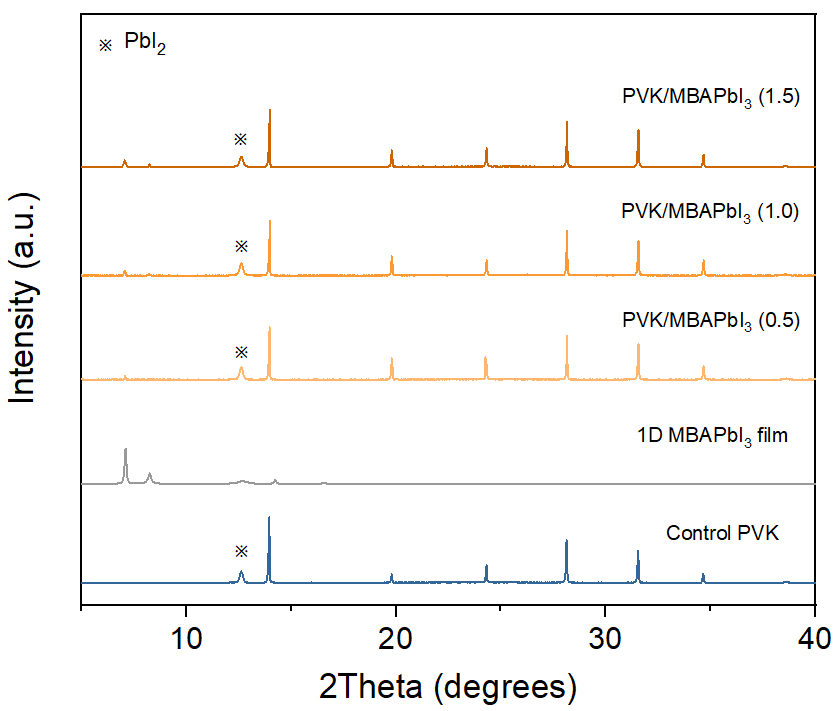 ※ PbI₂
PVK/MBAPbI₃ (1.5)
※
PVK/MBAPbI₃ (1.0)
※
PVK/MBAPbI₃ (0.5)
※
1D MBAPbI₃ film
Control PVK
※
Intensity (a.u.)
10 20 30 40
2Theta (degrees)